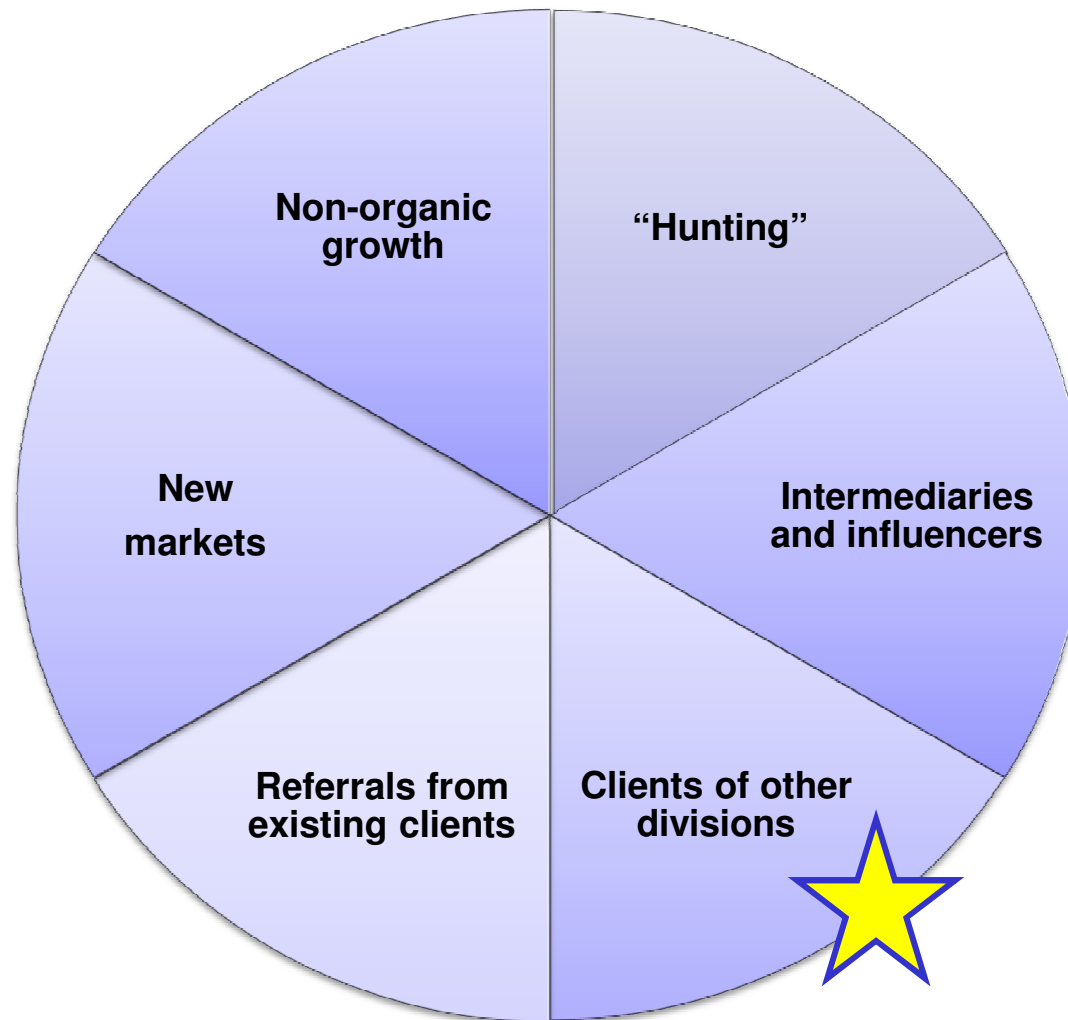 Non-organic
growth
“Hunting”
Intermediaries
and influencers
Clients of other
divisions
Referrals from
existing clients
New
markets